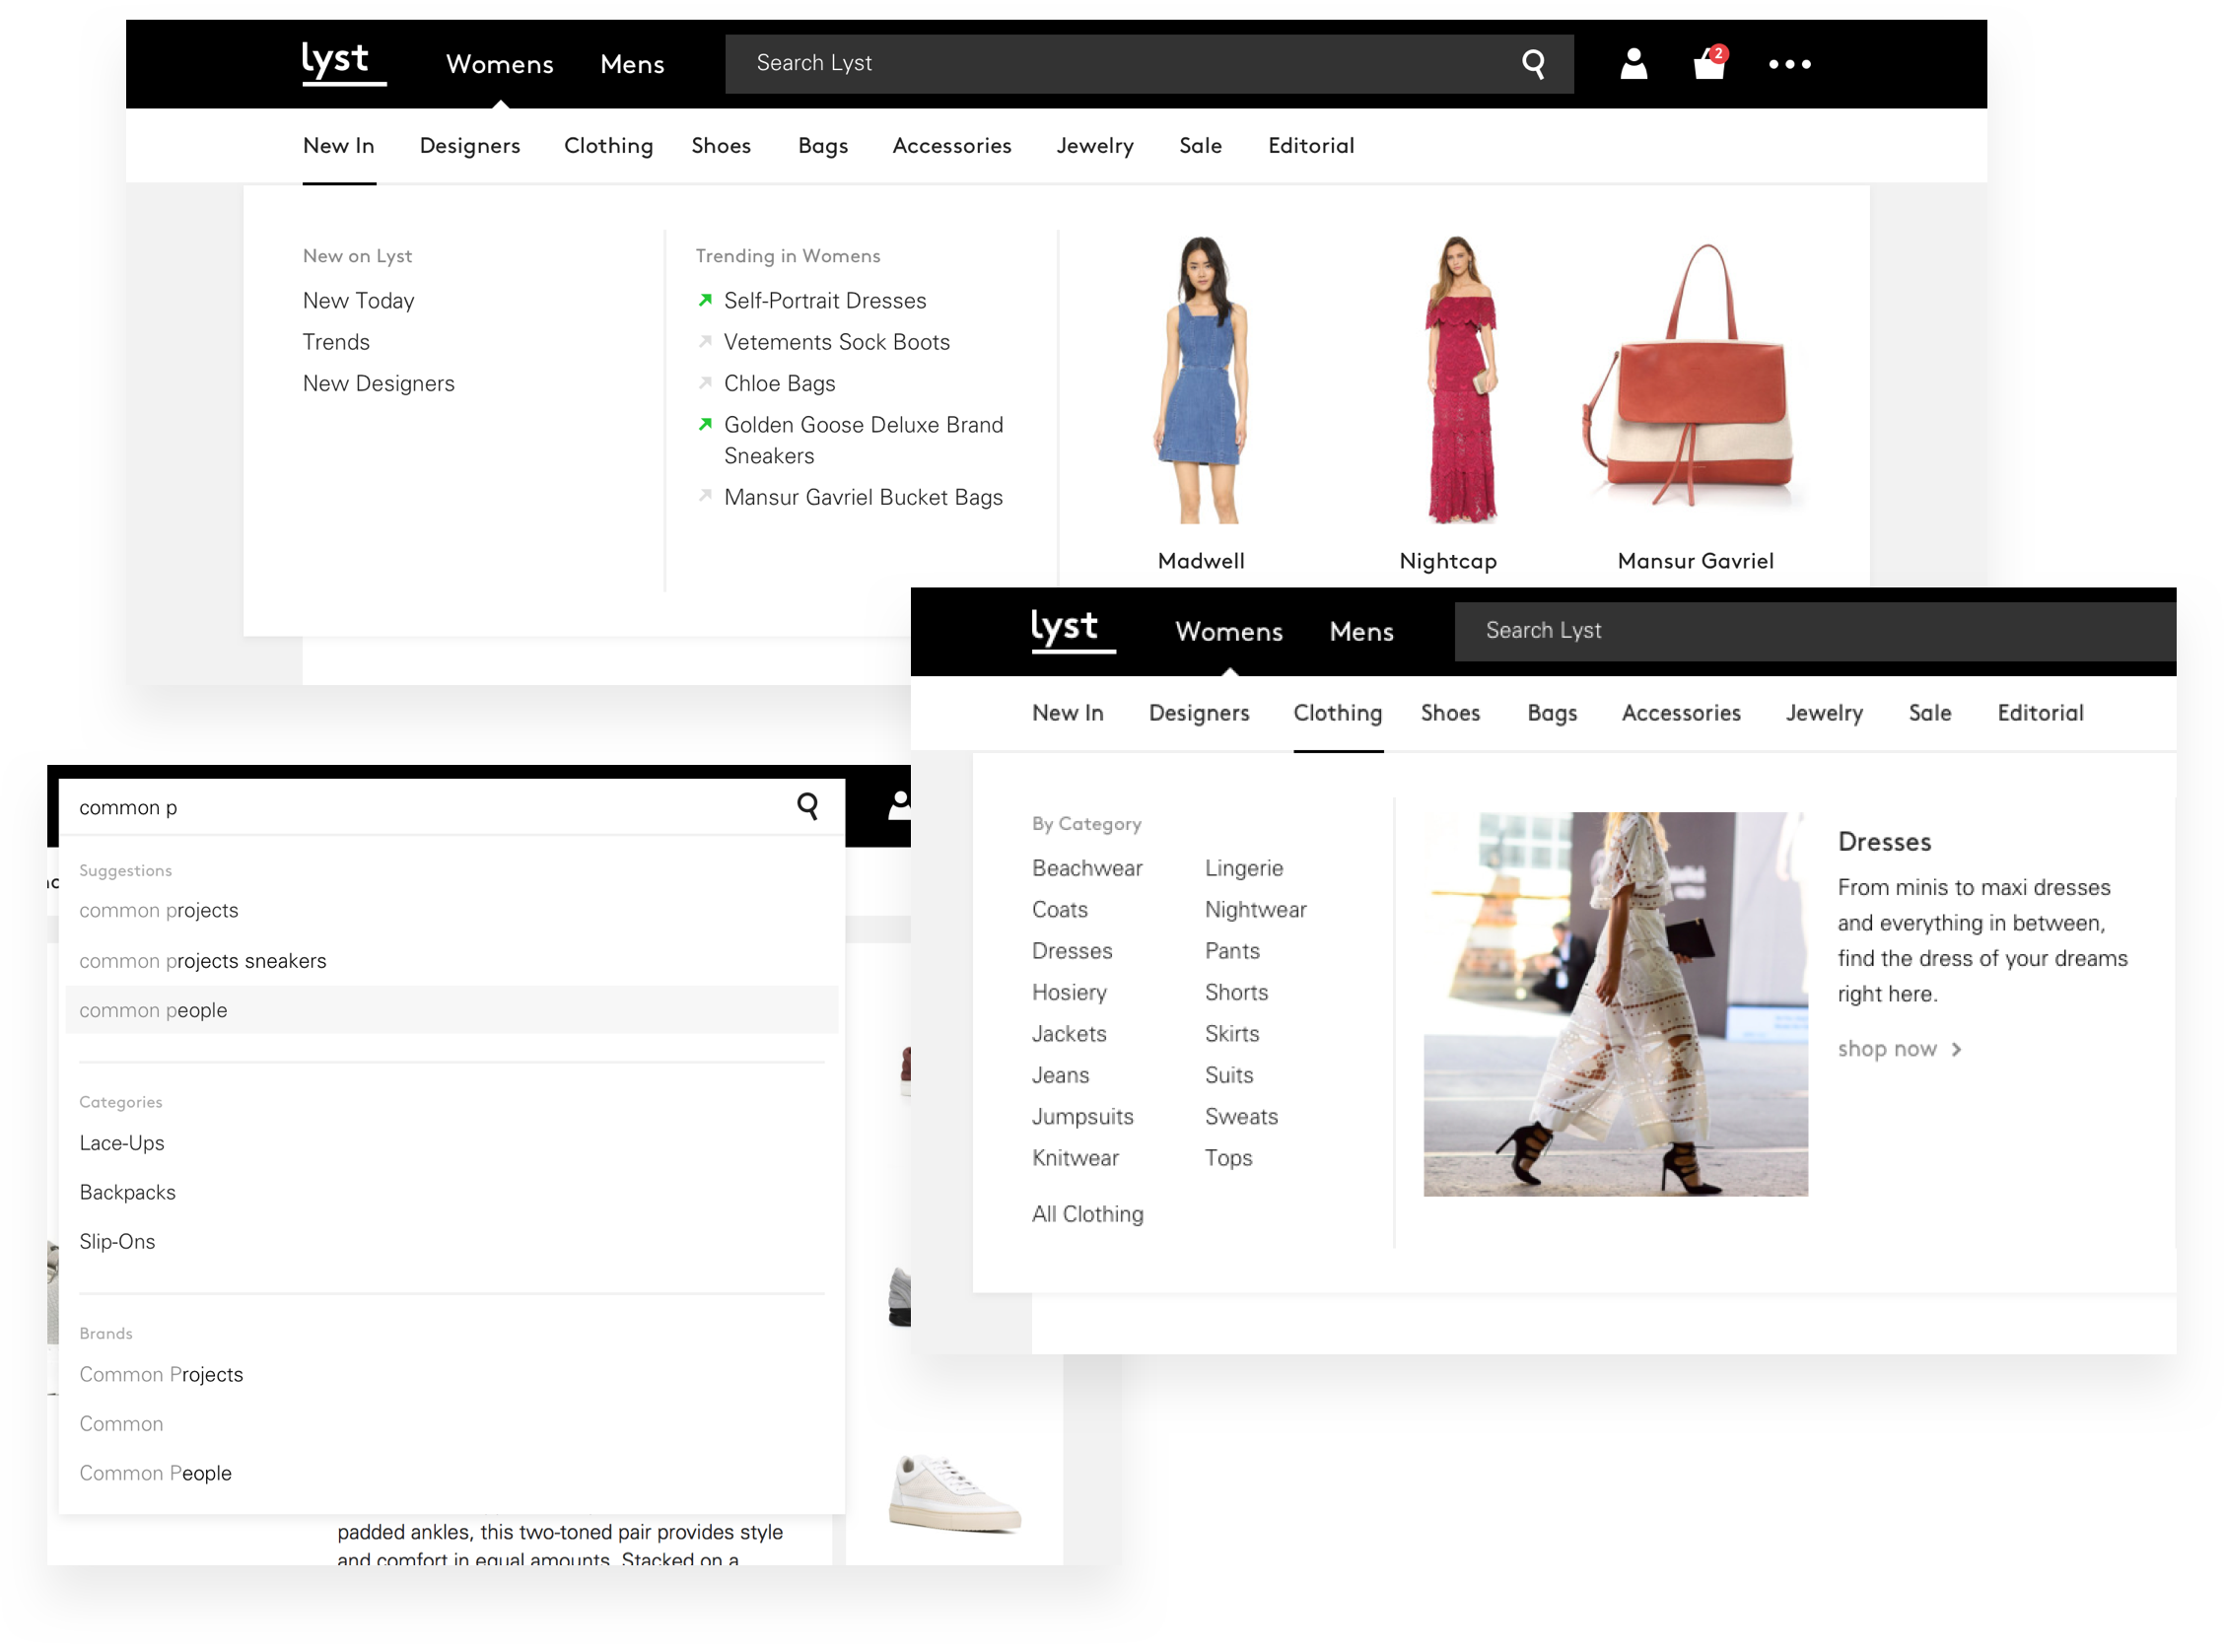 lyst
Womens
Mens
Search Lyst
2
New In
Designers
Clothing
Shoes
Bags
Accessories
Jewelry
Sale
Editorial
New on Lyst
New Today
Trends
New Designers
Trending in Womens
Self-Portrait Dresses
Vetements Sock Boots
Chloe Bags
Golden Goose Deluxe Brand
Sneakers
Mansur Gavriel Bucket Bags
Madwell
Nightcap
Mansur Gavriel
lyst
Womens
Mens
Search Lyst
New In
Designers
Clothing
Shoes
Bags
Accessories
Jewelry
Sale
Editorial
By Category
Beachwear
Coats
Dresses
Hosiery
Jackets
Jeans
Jumpsuits
Knitwear
All Clothing
Lingerie
Nightwear
Pants
Shorts
Skirts
Suits
Sweats
Tops
Dresses
From minis to maxi dresses
and everything in between,
find the dress of your dreams
right here.
shop now
common p
Suggestions
common projects
common projects sneakers
common people
Categories
Lace-Ups
Backpacks
Slip-Ons
Brands
Common Projects
Common
Common People
padded ankles, this two-toned pair provides style
and comfort in equal amounts. Stacked on a